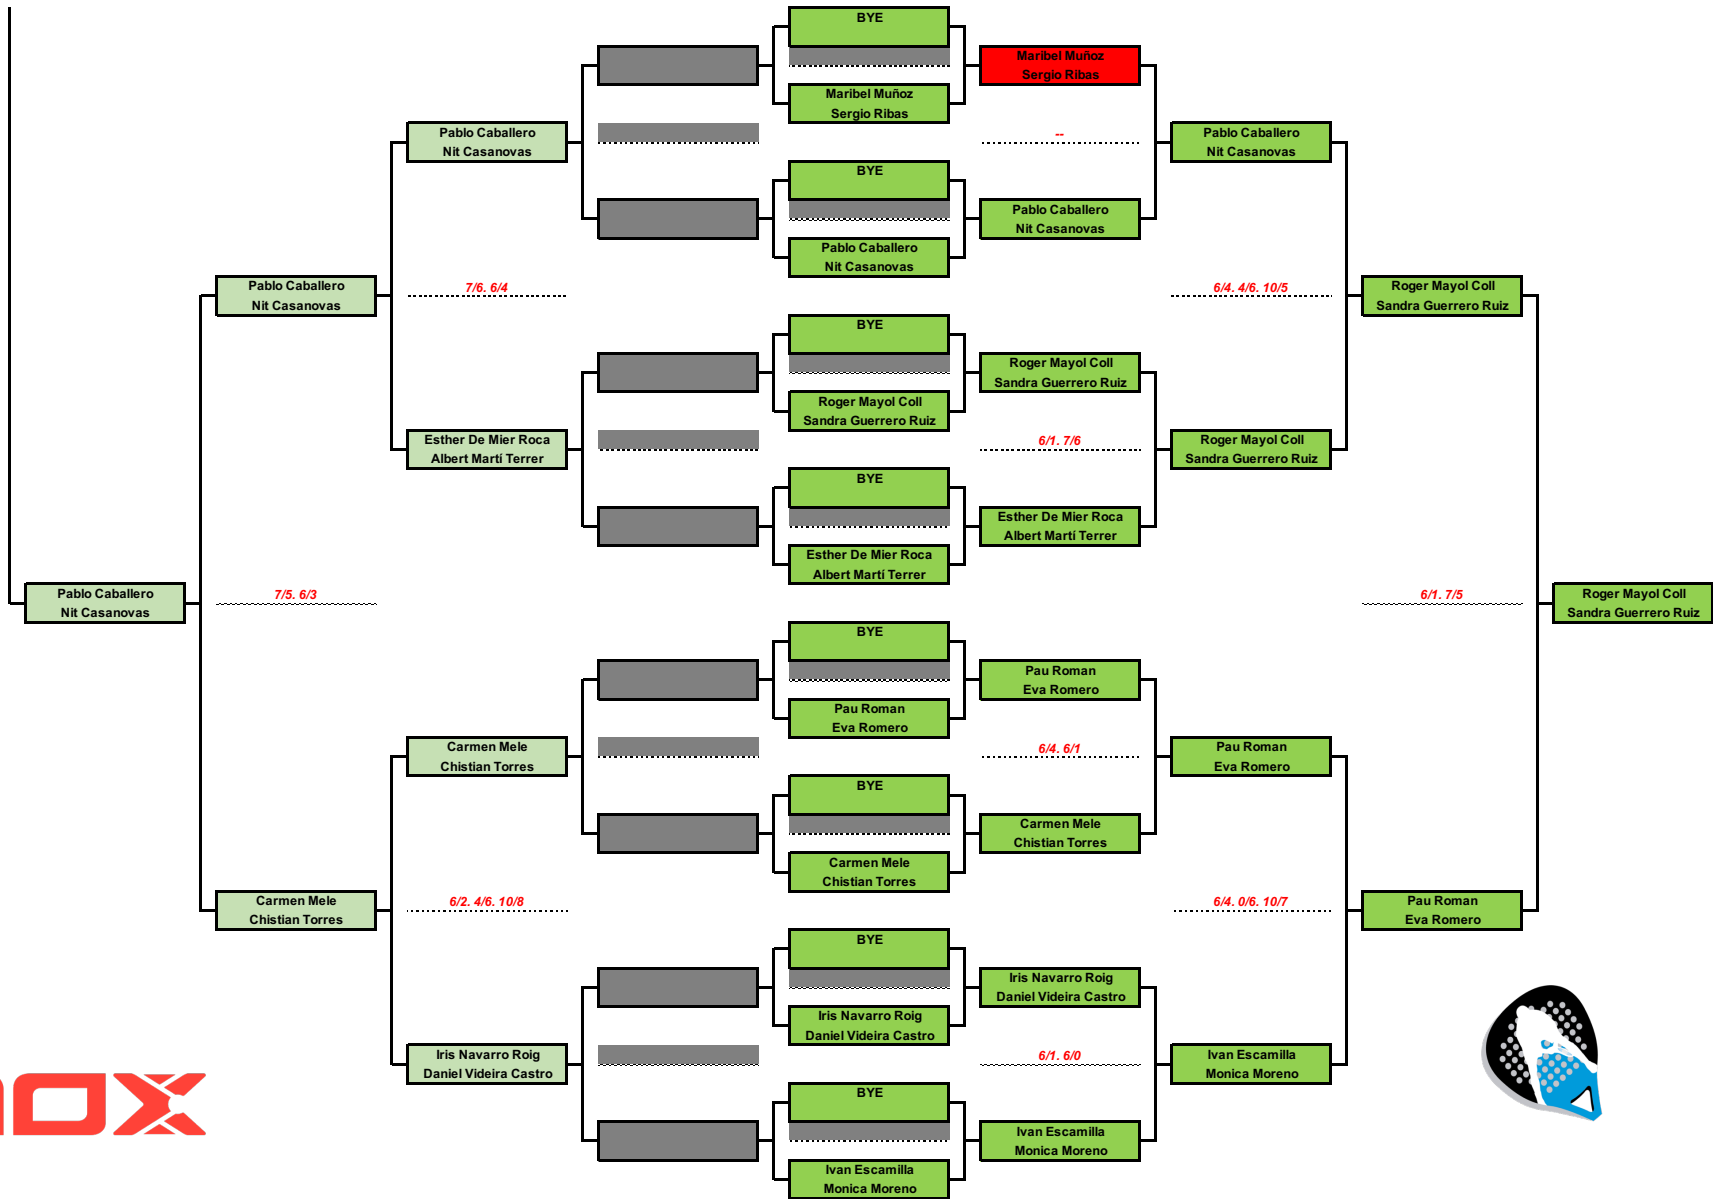 BYE
Maribel Muñoz
Sergio Ribas
Maribel Muñoz
Sergio Ribas
Pablo Caballero
Nit Casanovas
--
Pablo Caballero
Nit Casanovas
BYE
Pablo Caballero
Nit Casanovas
Pablo Caballero
Nit Casanovas
Pablo Caballero
Nit Casanovas
7/6. 6/4
6/4. 4/6. 10/5
Roger Mayol Coll
Sandra Guerrero Ruiz
BYE
Roger Mayol Coll
Sandra Guerrero Ruiz
Roger Mayol Coll
Sandra Guerrero Ruiz
Esther De Mier Roca
Albert Martí Terrer
6/1. 7/6
Roger Mayol Coll
Sandra Guerrero Ruiz
BYE
Esther De Mier Roca
Albert Martí Terrer
Esther De Mier Roca
Albert Martí Terrer
Pablo Caballero
Nit Casanovas
7/5. 6/3
6/1. 7/5
Roger Mayol Coll
Sandra Guerrero Ruiz
BYE
Pau Roman
Eva Romero
Pau Roman
Eva Romero
Carmen Mele
Chistian Torres
6/4. 6/1
Pau Roman
Eva Romero
BYE
Carmen Mele
Chistian Torres
Carmen Mele
Chistian Torres
Carmen Mele
Chistian Torres
6/2. 4/6. 10/8
6/4. 0/6. 10/7
Pau Roman
Eva Romero
BYE
Iris Navarro Roig
Daniel Videira Castro
Iris Navarro Roig
Daniel Videira Castro
Iris Navarro Roig
Daniel Videira Castro
6/1. 6/0
Ivan Escamilla
Monica Moreno
BYE
Ivan Escamilla
Monica Moreno
Ivan Escamilla
Monica Moreno